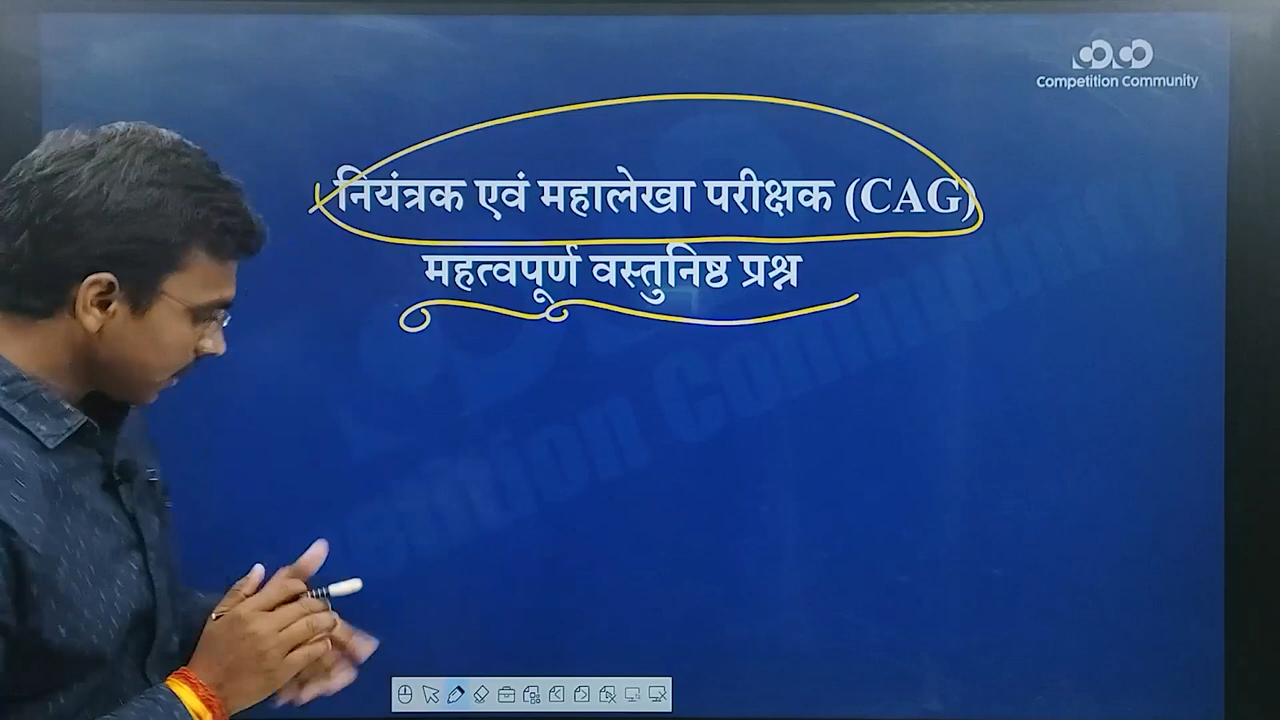 Competition Community
नियंत्रक एवं महालेखा परीक्षक (CAG)
महत्वपूर्ण वस्तुनिष्ठ प्रश्न